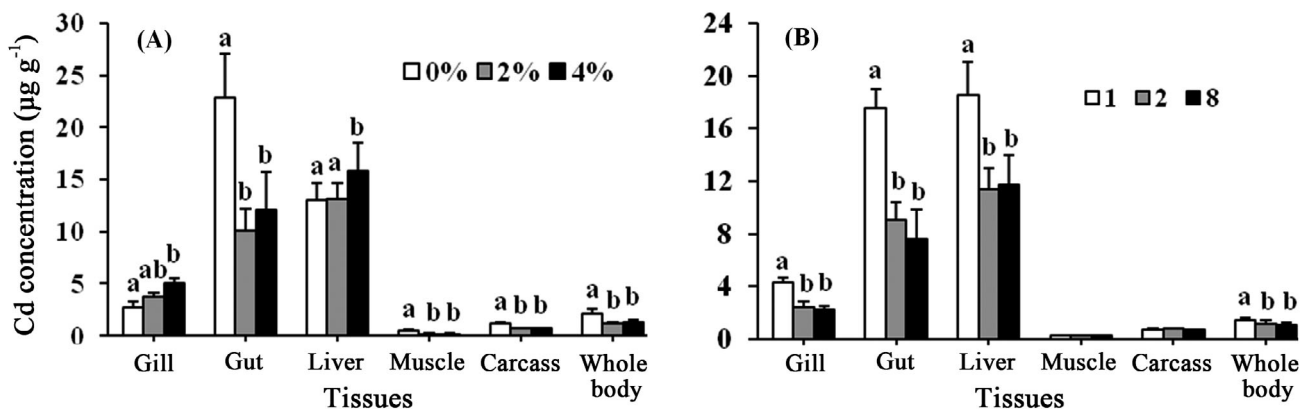 Cd concentration (µg g⁻¹)
30
25
20
15
10
5
0
(A)
0% 2% 4%
a ab b
a b b
a a b
a b b
a b b
a b b
Gill Gut Liver Muscle Carcass Whole body
Tissues
24
20
16
12
8
4
0
(B)
1 2 8
a b b
a b b
a b b
a b b
Gill Gut Liver Muscle Carcass Whole body
Tissues